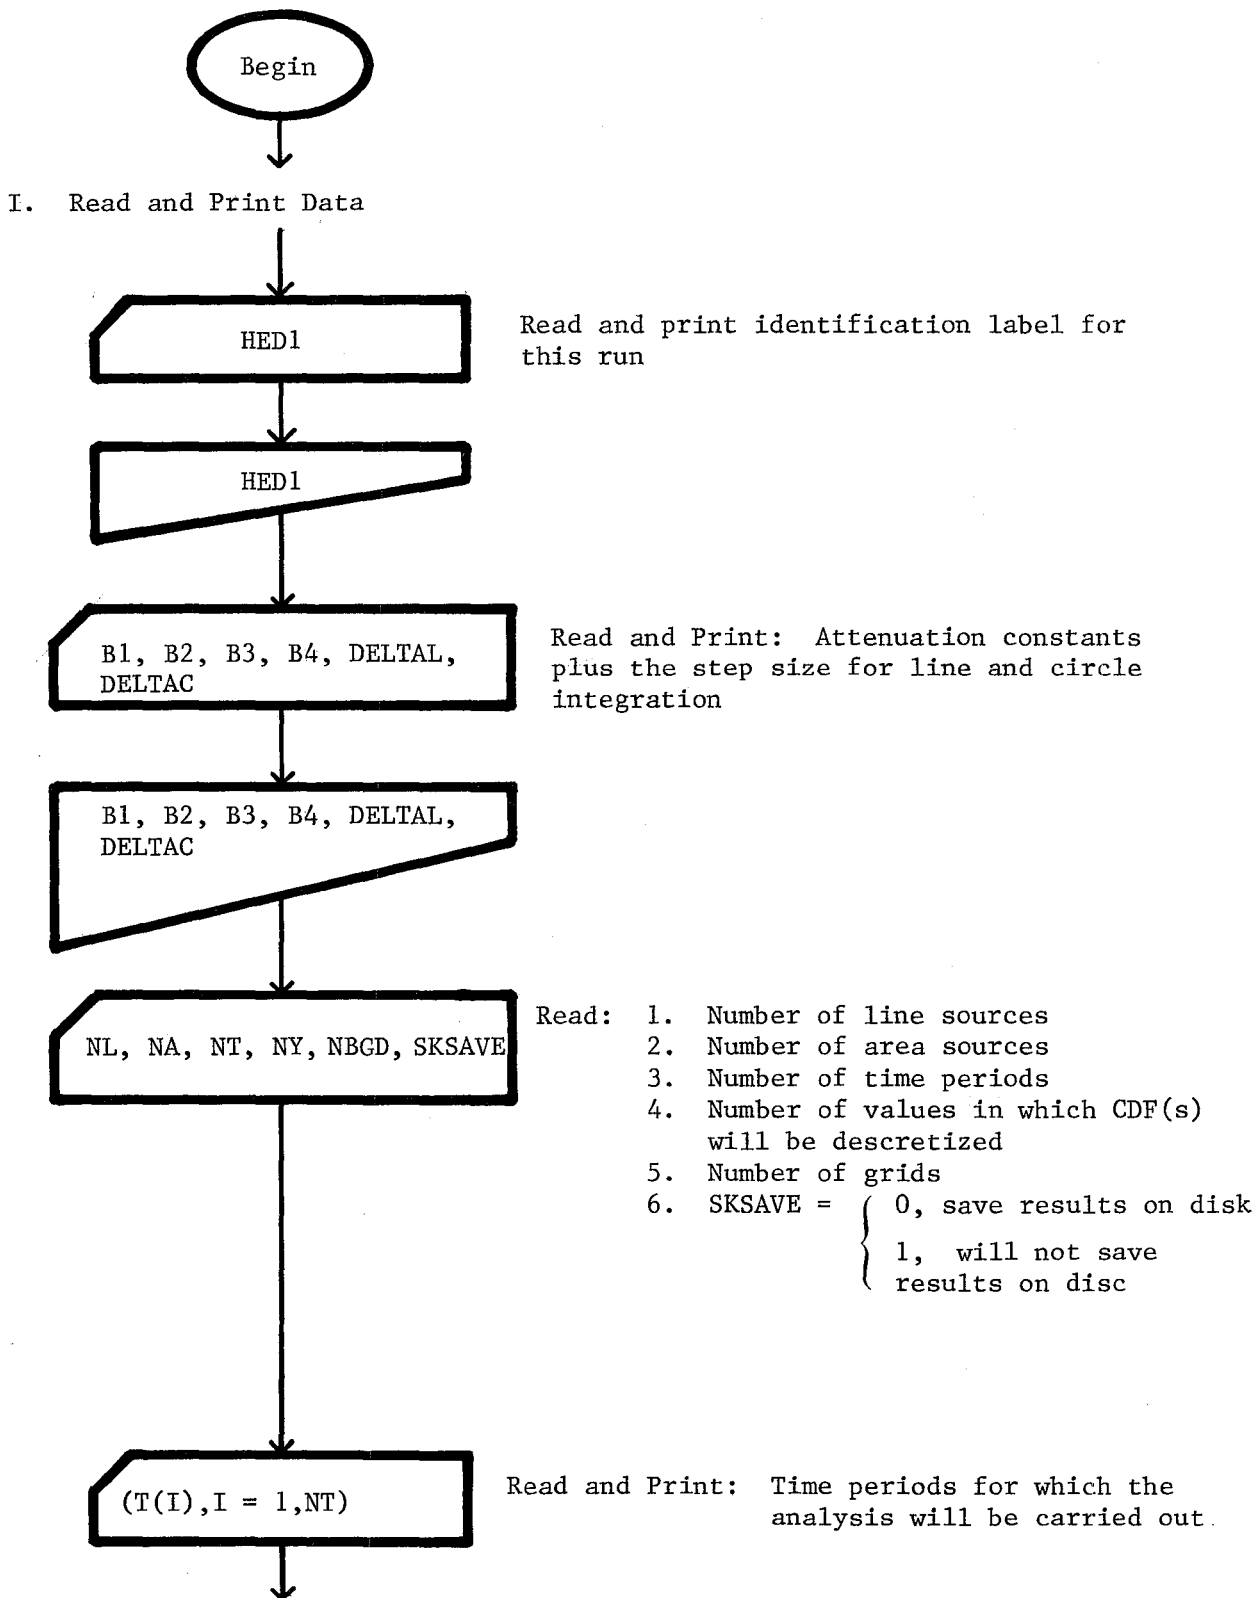 Begin
I. Read and Print Data
HED1
Read and print identification label for
this run
HED1
B1, B2, B3, B4, DELTAL,
DELTAC
Read and Print: Attenuation constants
plus the step size for line and circle
integration
B1, B2, B3, B4, DELTAL,
DELTAC
NL, NA, NT, NY, NBGD, SKSAVE
Read: 1. Number of line sources
2. Number of area sources
3. Number of time periods
4. Number of values in which CDF(s)
will be descretized
5. Number of grids
6. SKSAVE = { 0, save results on disk
1, will not save
results on disc
(T(I),I = 1,NT)
Read and Print: Time periods for which the
analysis will be carried out.